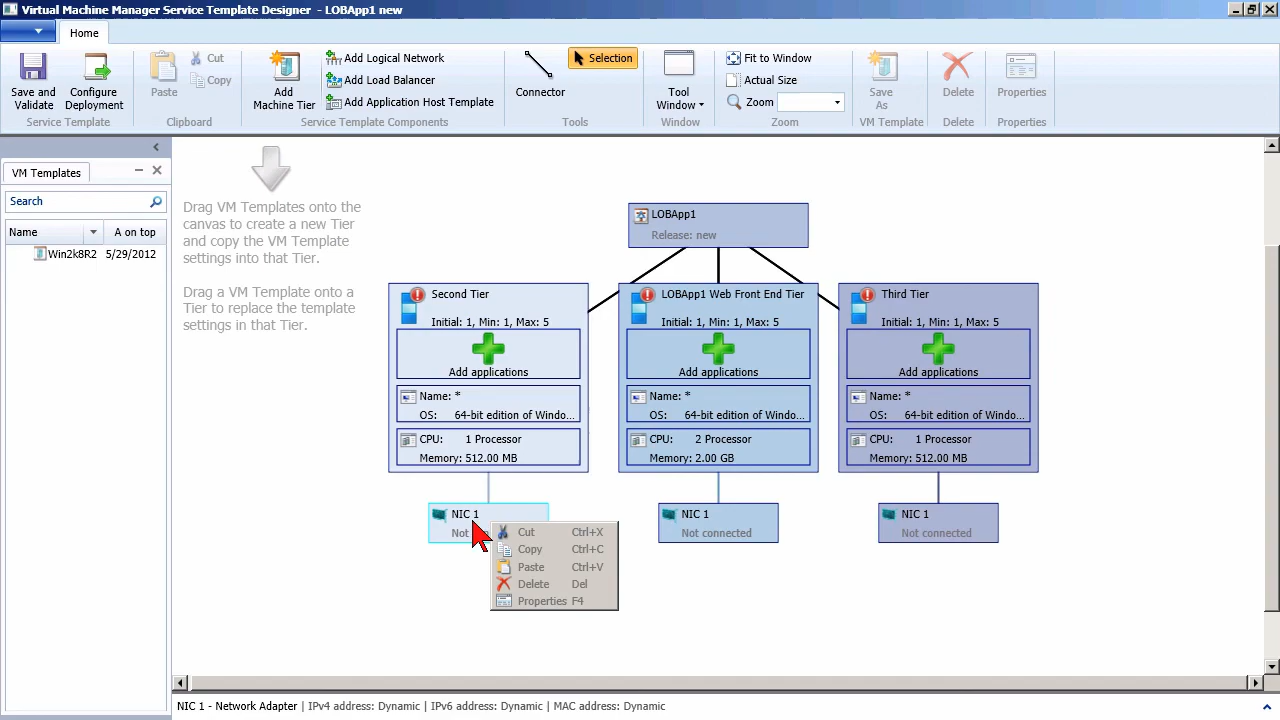 Virtual Machine Manager Service Template Designer - LOBApp1 new
Home
Save and Validate
Configure Deployment
Service Template
Paste
Cut
Copy
Clipboard
Add Machine Tier
Add Logical Network
Add Load Balancer
Add Application Host Template
Service Template Components
Connector
Selection
Tools
Tool Window
Window
Fit to Window
Actual Size
Zoom
Zoom
Save As
VM Template
Delete
Delete
Properties
Properties
VM Templates
Search
Name
A on top
Win2k8R2 5/29/2012
Drag VM Templates onto the
canvas to create a new Tier
and copy the VM Template
settings into that Tier.
Drag a VM Template onto a
Tier to replace the template
settings in that Tier.
LOBApp1
Release: new
Second Tier
Initial: 1, Min: 1, Max: 5
Add applications
Name: *
OS: 64-bit edition of Windo...
CPU: 1 Processor
Memory: 512.00 MB
NIC 1
Not
LOBApp1 Web Front End Tier
Initial: 1, Min: 1, Max: 5
Add applications
Name: *
OS: 64-bit edition of Windo...
CPU: 2 Processor
Memory: 2.00 GB
NIC 1
Not connected
Third Tier
Initial: 1, Min: 1, Max: 5
Add applications
Name: *
OS: 64-bit edition of Windo...
CPU: 1 Processor
Memory: 512.00 MB
NIC 1
Not connected
Cut Ctrl+X
Copy Ctrl+C
Paste Ctrl+V
Delete Del
Properties F4
NIC 1 - Network Adapter | IPv4 address: Dynamic | IPv6 address: Dynamic | MAC address: Dynamic